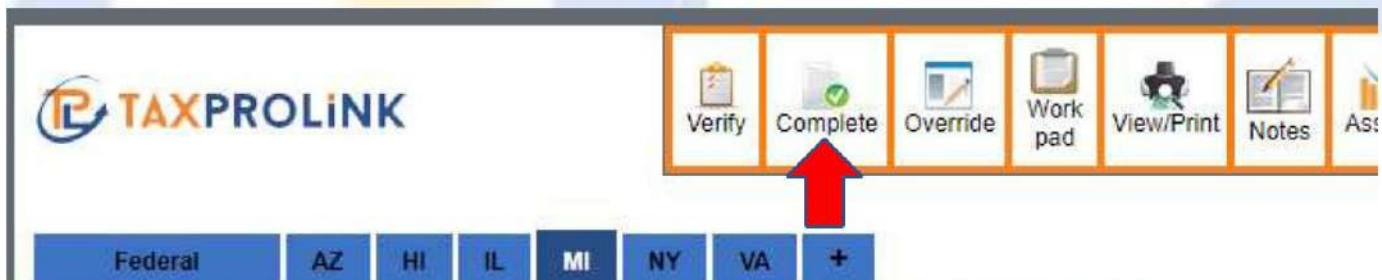 TAXPROLiNK
Verify Complete Override Work pad View/Print Notes
Federal AZ HI IL MI NY VA +